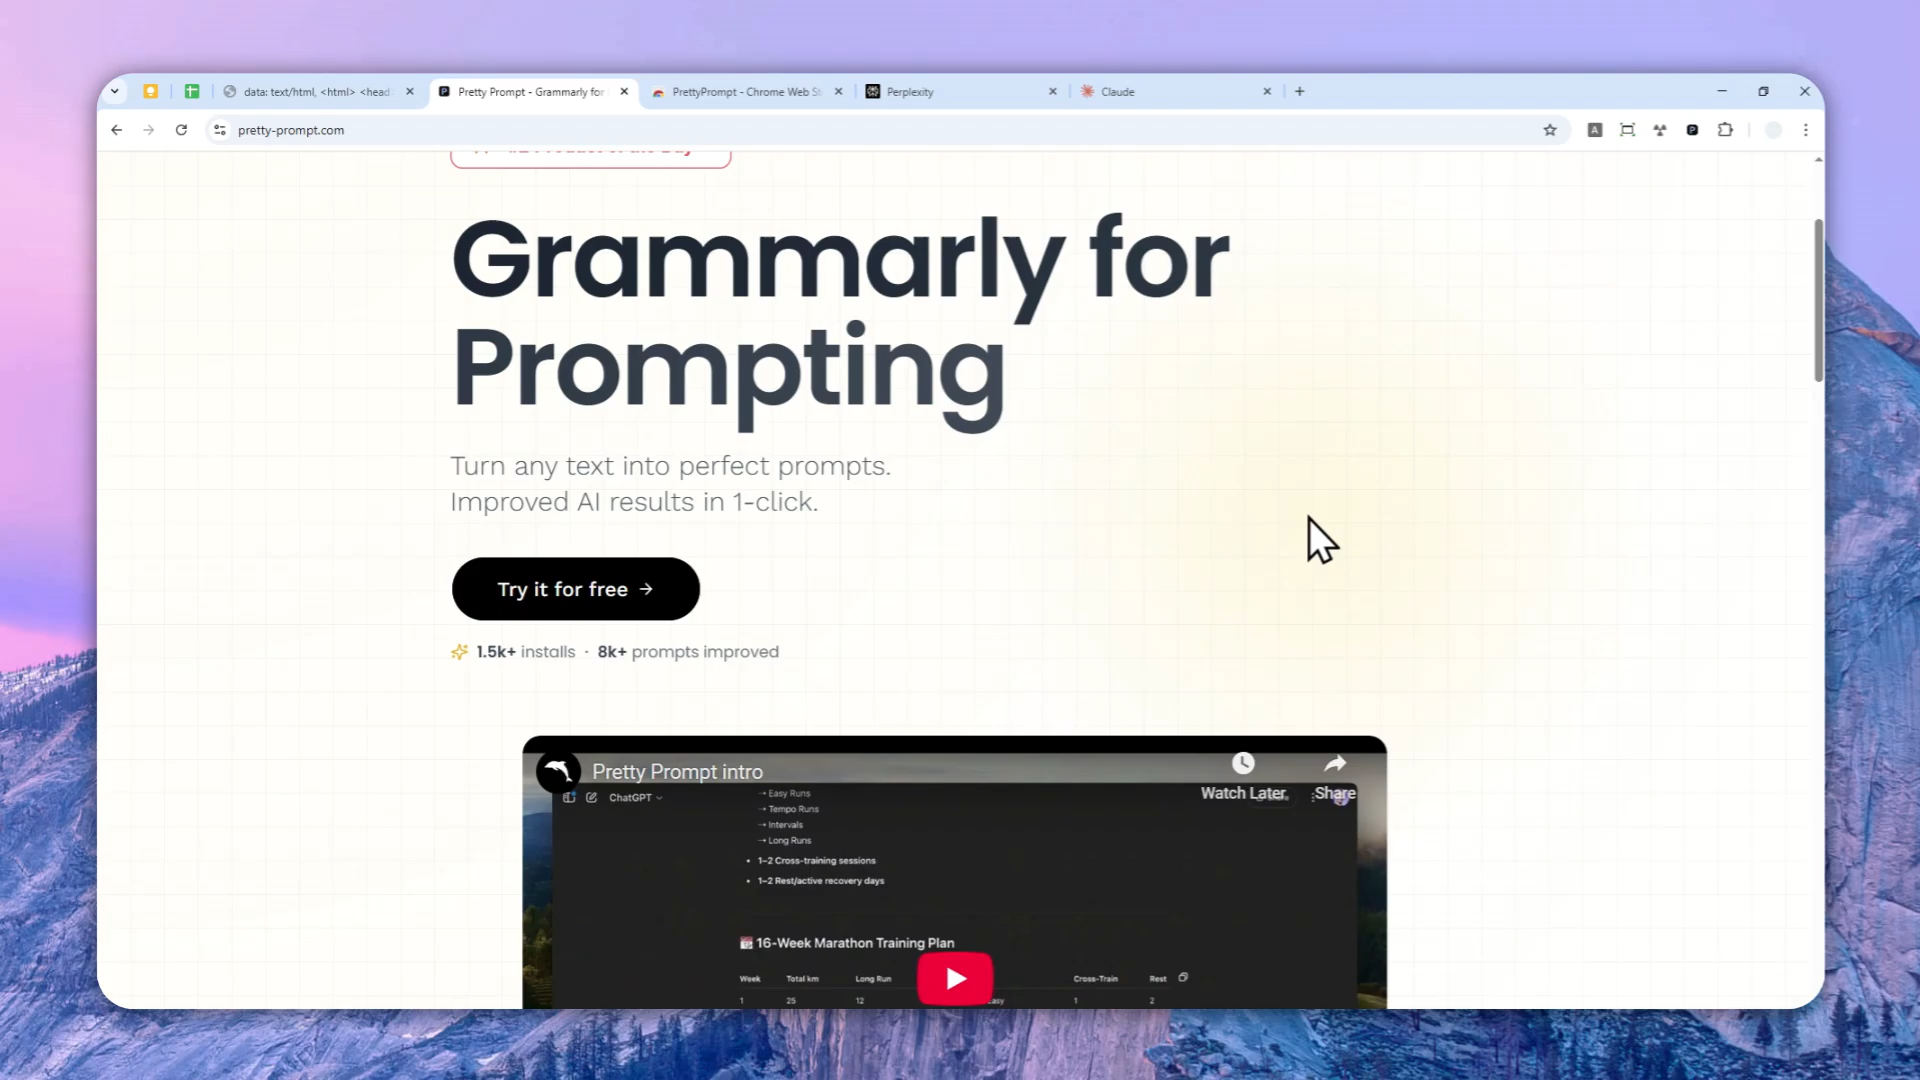 data: text/html, <html> <head
Pretty Prompt - Grammarly for
PrettyPrompt - Chrome Web St
Perplexity
Claude
pretty-prompt.com
Grammarly for
Prompting
Turn any text into perfect prompts.
Improved AI results in 1-click.
Try it for free →
1.5k+ installs · 8k+ prompts improved
Pretty Prompt intro
Watch Later
Share
ChatGPT
→ Easy Runs
→ Tempo Runs
→ Intervals
→ Long Runs
• 1–2 Cross-training sessions
• 1–2 Rest/active recovery days
16-Week Marathon Training Plan
Week Total km Long Run Cross-Train Rest
1 25 12 1 2